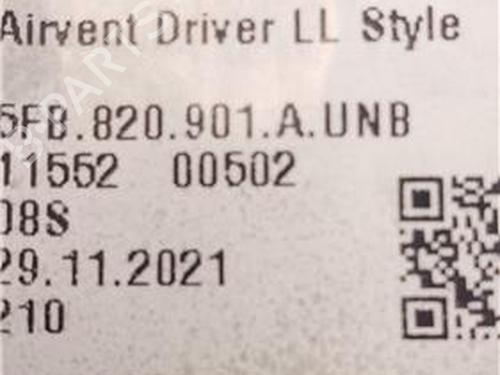 Airvent Driver LL Style
5FB.820.901.A.UNB
11552 00502
08S
29.11.2021
210